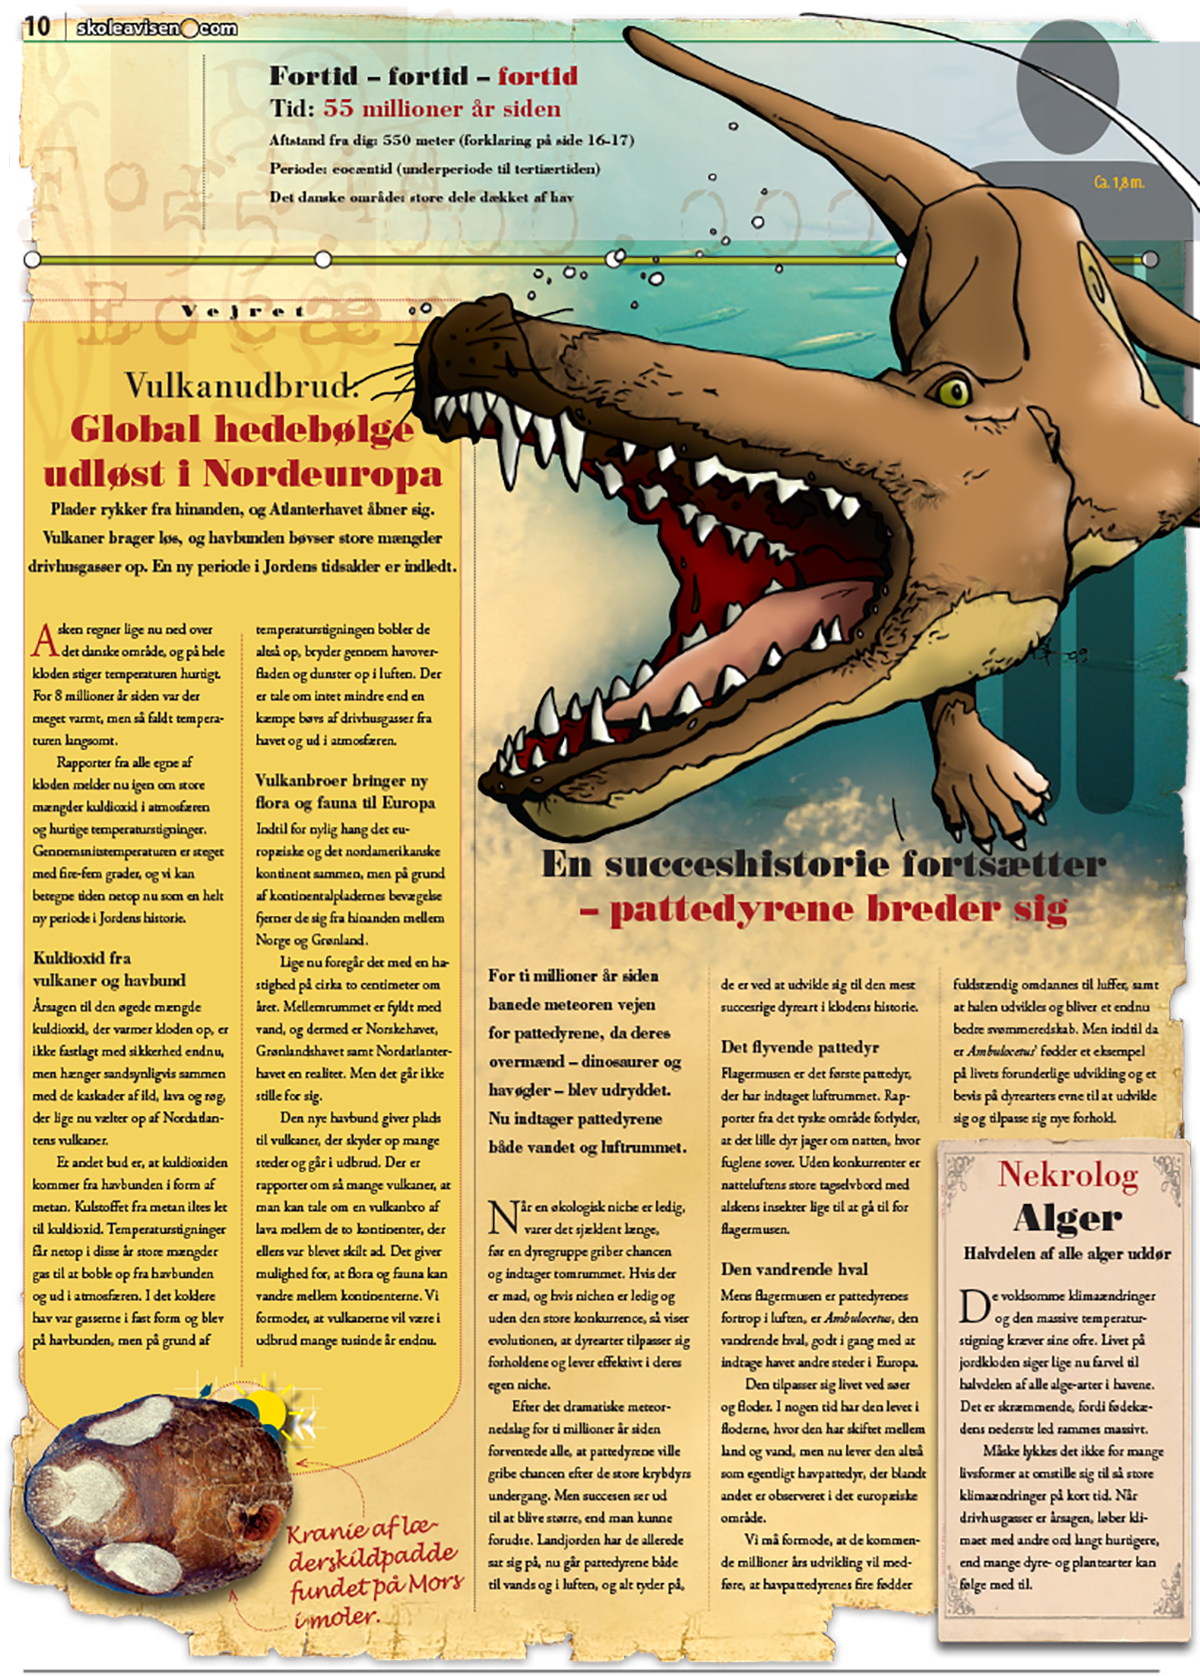 10 skoleavisen.com
Fortid – fortid – fortid
Tid: 55 millioner år siden
Aftstand fra dig: 550 meter (forklaring på side 16-17)
Periode: eocæntid (underperiode til tertiærtiden)
Det danske område: store dele dækket af hav
Ca. 1,8 m.
Vejret
Vulkanudbrud:
Global hedebølge
udløst i Nordeuropa
Plader rykker fra hinanden, og Atlanterhavet åbner sig.
Vulkaner brager løs, og havbunden bøvser store mængder
drivhusgasser op. En ny periode i Jordens tidsalder er indledt.
Asken regner lige nu ned over
det danske område, og på hele
kloden stiger temperaturen hurtigt.
For 8 millioner år siden var der
meget varmt, men så faldt tempera-
turen langsomt.
Rapporter fra alle egne af
kloden melder nu igen om store
mængder kuldioxid i atmosfæren
og hurtige temperaturstigninger.
Gennemsnitstemperaturen er steget
med fire-fem grader, og vi kan
betegne tiden netop nu som en helt
ny periode i Jordens historie.
Kuldioxid fra
vulkaner og havbund
Årsagen til den øgede mængde
kuldioxid, der varmer kloden op, er
ikke fastlagt med sikkerhed endnu,
men hænger sandsynligvis sammen
med de kaskader af ild, lava og røg,
der lige nu vælter op af Nordatlan-
tens vulkaner.
Et andet bud er, at kuldioxiden
kommer fra havbunden i form af
metan. Kulstoffet fra metan iltes let
til kuldioxid. Temperaturstigninger
får netop i disse år store mængder
gas til at boble op fra havbunden
og ud i atmosfæren. I det koldere
hav var gasserne i fast form og blev
på havbunden, men på grund af
temperaturstigningen bobler de
altså op, bryder gennem havover-
fladen og dunster op i luften. Der
er tale om intet mindre end en
kæmpe bøvs af drivhusgasser fra
havet og ud i atmosfæren.
Vulkanbroer bringer ny
flora og fauna til Europa
Indtil for nylig hang det eu-
ropæiske og det nordamerikanske
kontinent sammen, men på grund
af kontinentalpladernes bevægelse
fjerner de sig fra hinanden mellem
Norge og Grønland.
Lige nu foregår det med en ha-
stighed på cirka to centimeter om
året. Mellemrummet er fyldt med
vand, og dermed er Norskehavet,
Grønlandshavet samt Nordatlanter-
havet en realitet. Men det går ikke
stille for sig.
Den nye havbund giver plads
til vulkaner, der skyder op mange
steder og går i udbrud. Der er
rapporter om så mange vulkaner, at
man kan tale om en vulkanbro af
lava mellem de to kontinenter, der
ellers var blevet skilt ad. Det giver
mulighed for, at flora og fauna kan
vandre mellem kontinenterne. Vi
formoder, at vulkanerne vil være i
udbrud mange tusinde år endnu.
Kranie af læ-
derskildpadde
fundet på Mors
i moler.
En succeshistorie fortsætter
– pattedyrene breder sig
For ti millioner år siden
banede meteoren vejen
for pattedyrene, da deres
overmænd – dinosaurer og
havøgler – blev udryddet.
Nu indtager pattedyrene
både vandet og luftrummet.
Når en økologisk niche er ledig,
varer det sjældent længe,
før en dyregruppe griber chancen
og indtager tomrummet. Hvis der
er mad, og hvis nichen er ledig og
uden den store konkurrence, så viser
evolutionen, at dyrearter tilpasser sig
forholdene og lever effektivt i deres
egen niche.
Efter det dramatiske meteor-
nedslag for ti millioner år siden
forventede alle, at pattedyrene ville
gribe chancen efter de store krybdyrs
undergang. Men succesen ser ud
til at blive større, end man kunne
forudse. Landjorden har de allerede
sat sig på, nu går pattedyrene både
til vands og i luften, og alt tyder på,
de er ved at udvikle sig til den mest
succesrige dyreart i klodens historie.
Det flyvende pattedyr
Flagermusen er det første pattedyr,
der har indtaget luftrummet. Rap-
porter fra det tyske område forlyder,
at det lille dyr jager om natten, hvor
fuglene sover. Uden konkurrenter er
natteluftens store tagselvbord med
alskens insekter lige til at gå til for
flagermusen.
Den vandrende hval
Mens flagermusen er pattedyrenes
fortrop i luften, er Ambulocetus, den
vandrende hval, godt i gang med at
indtage havet andre steder i Europa.
Den tilpasser sig livet ved søer
og floder. I nogen tid har den levet i
floderne, hvor den har skiftet mellem
land og vand, men nu lever den altså
som egentligt havpattedyr, der blandt
andet er observeret i det europæiske
område.
Vi må formode, at de kommen-
de millioner års udvikling vil med-
føre, at havpattedyrenes fire fødder
fuldstændig omdannes til luffer, samt
at halen udvikles og bliver et endnu
bedre svømmeredskab. Men indtil da
er Ambulocetus' fødder et eksempel
på livets forunderlige udvikling og et
bevis på dyrearters evne til at udvikle
sig og tilpasse sig nye forhold.
Nekrolog
Alger
Halvdelen af alle alger uddør
De voldsomme klimaændringer
og den massive temperatur-
stigning kræver sine ofre. Livet på
jordkloden siger lige nu farvel til
halvdelen af alle alge-arter i havene.
Det er skræmmende, fordi fødekæ-
dens nederste led rammes massivt.
Måske lykkes det ikke for mange
livsformer at omstille sig til så store
klimaændringer på kort tid. Når
drivhusgasser er årsagen, løber kli-
maet med andre ord langt hurtigere,
end mange dyre- og plantearter kan
følge med til.